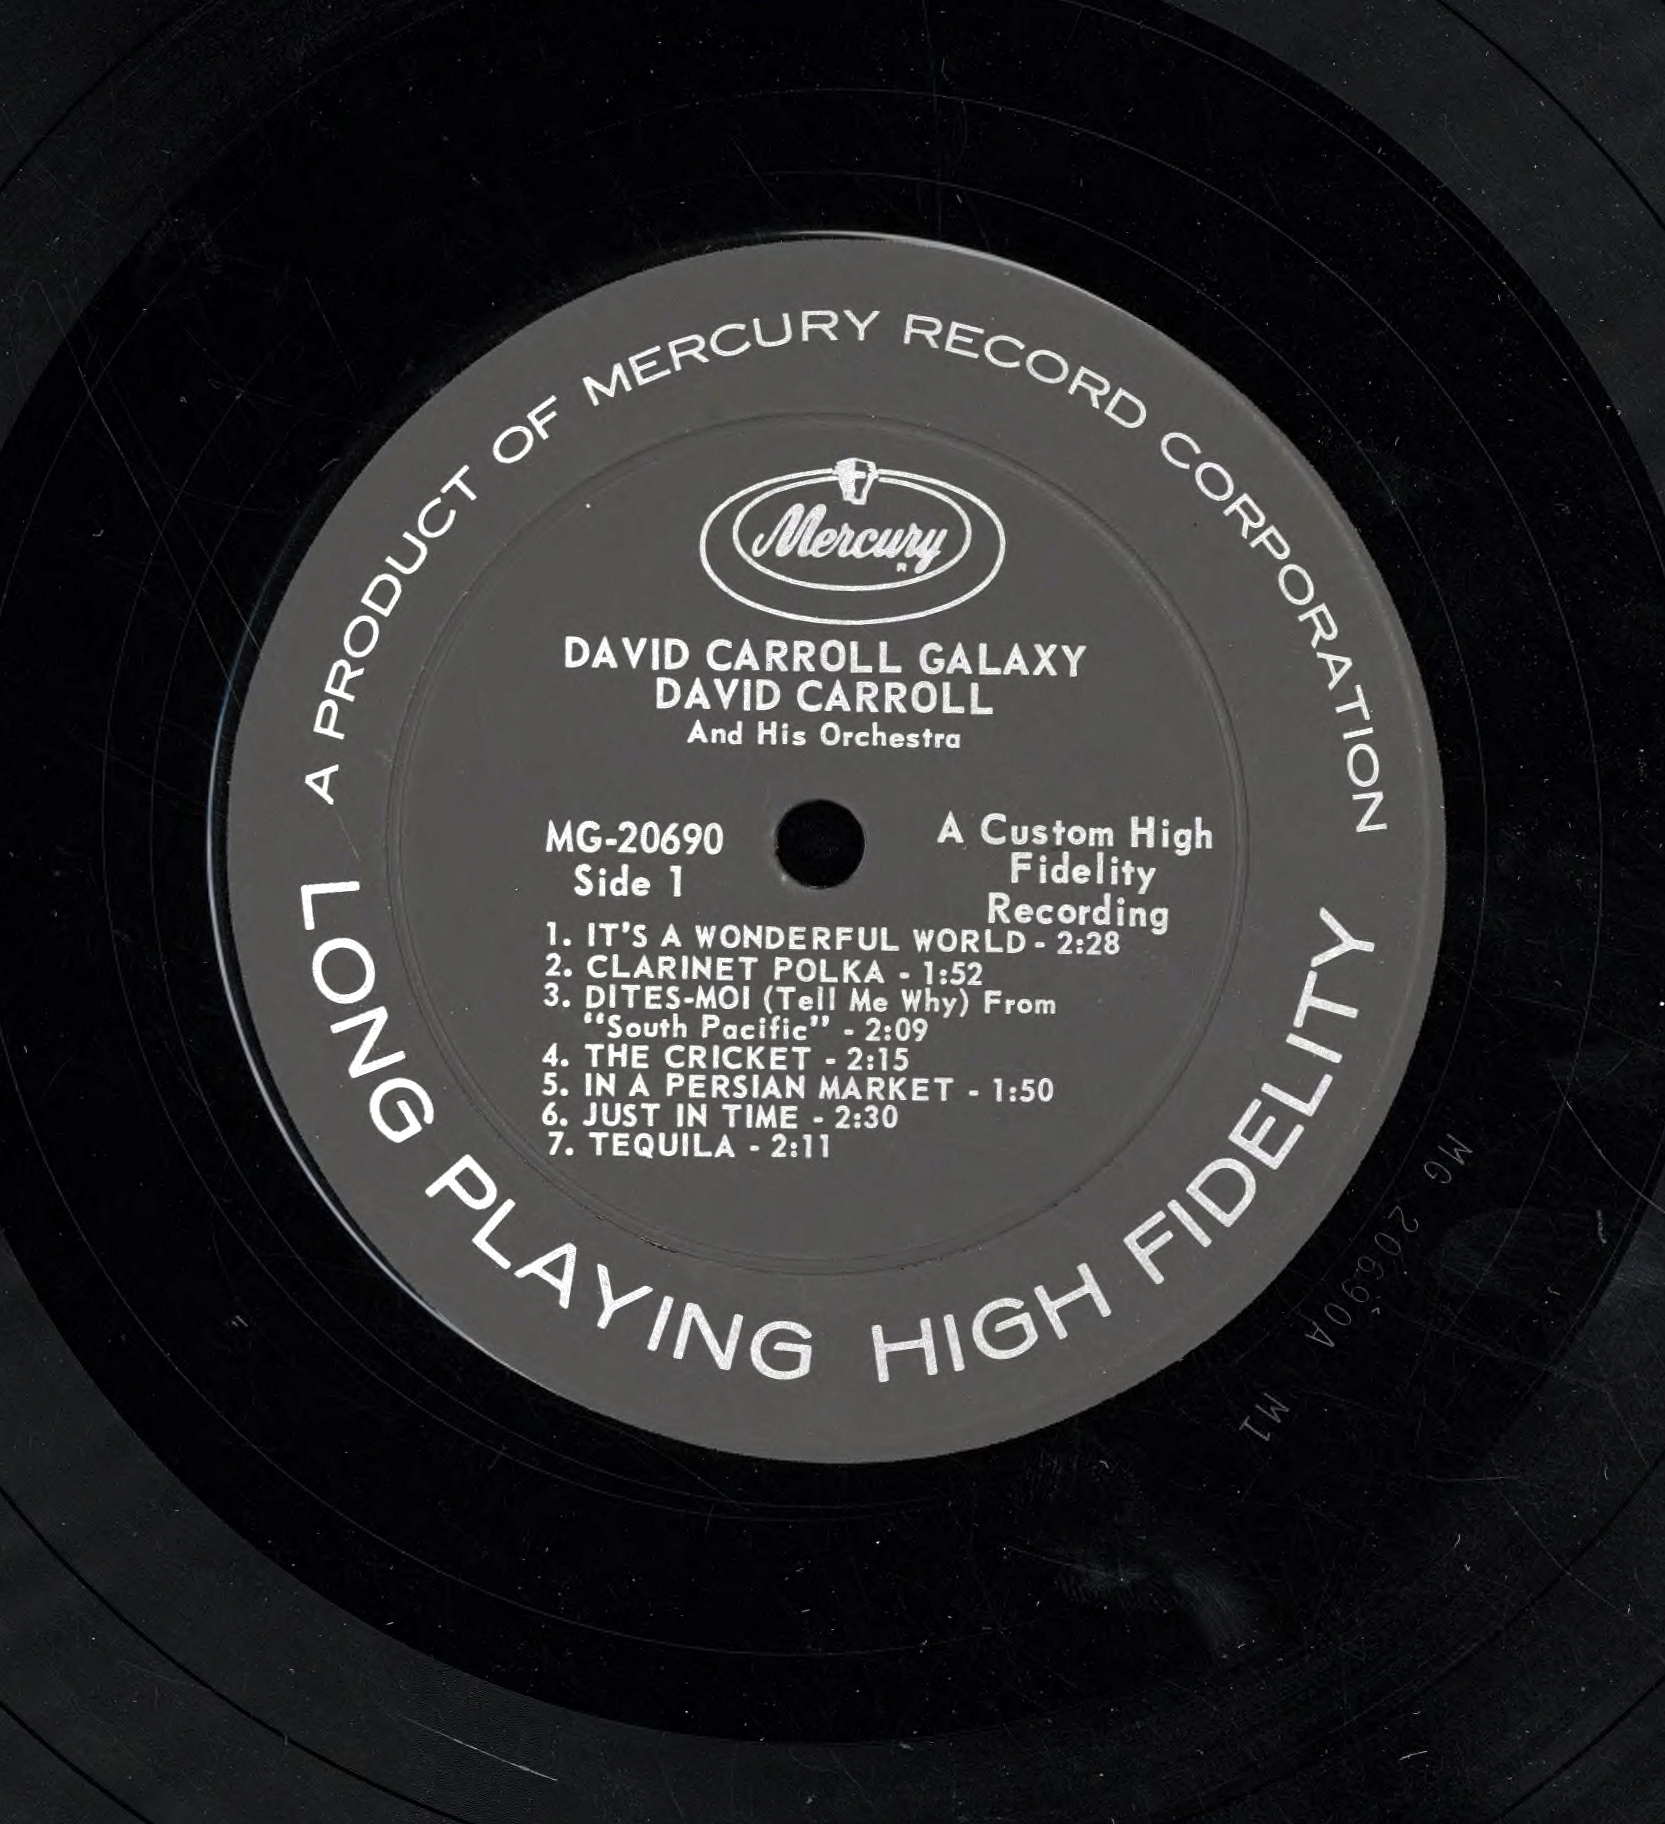 A PRODUCT OF MERCURY RECORD CORPORATION
Mercury
R
DAVID CARROLL GALAXY
DAVID CARROLL
And His Orchestra
MG-20690
Side 1
A Custom High
Fidelity
Recording
1. IT'S A WONDERFUL WORLD - 2:28
2. CLARINET POLKA - 1:52
3. DITES-MOI (Tell Me Why) From
"South Pacific" - 2:09
4. THE CRICKET - 2:15
5. IN A PERSIAN MARKET - 1:50
6. JUST IN TIME - 2:30
7. TEQUILA - 2:11
LONG PLAYING HIGH FIDELITY
MG 20690A M1